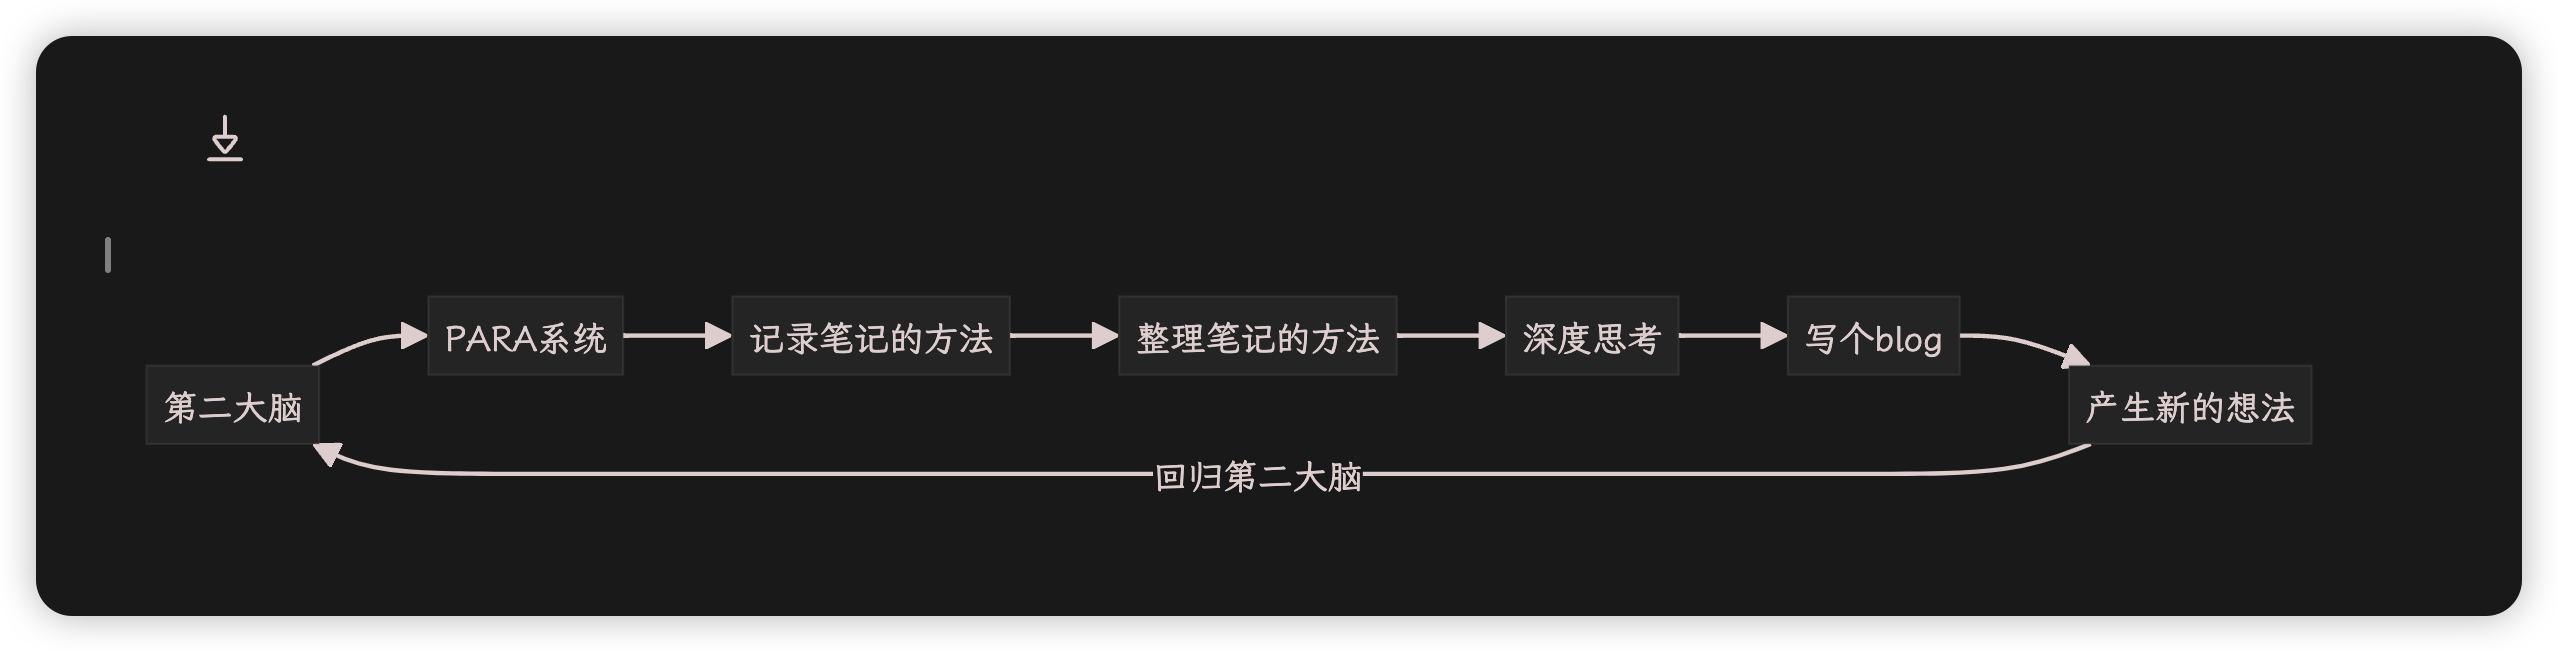 第二大脑
PARA系统
记录笔记的方法
整理笔记的方法
深度思考
写个blog
产生新的想法
回归第二大脑